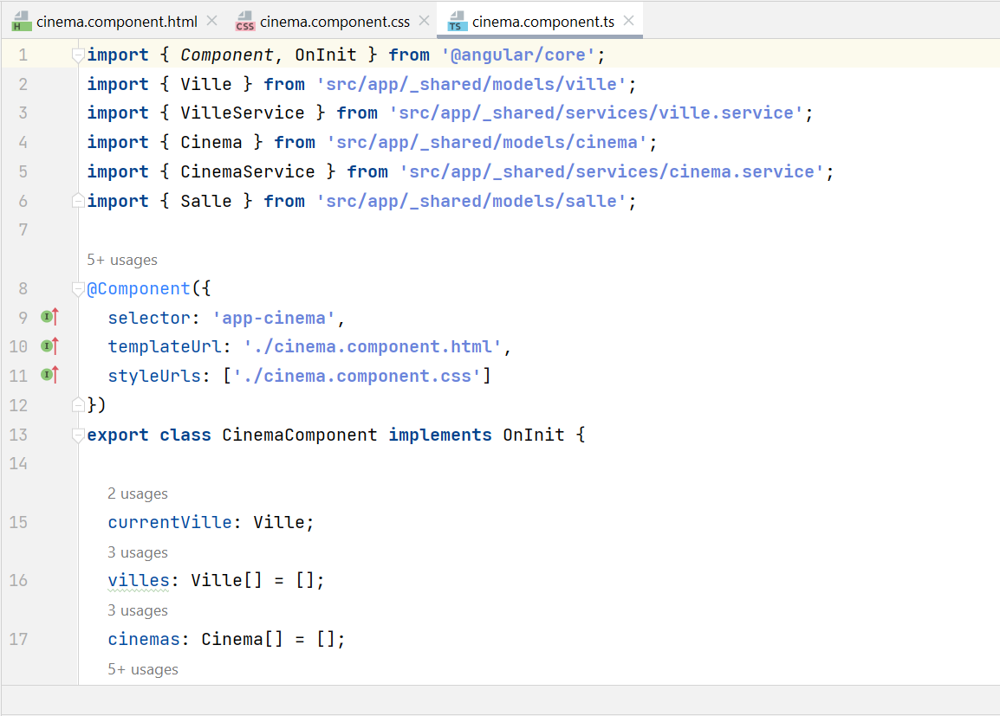 cinema.component.html cinema.component.css cinema.component.ts
1 import { Component, OnInit } from '@angular/core';
2 import { Ville } from 'src/app/_shared/models/ville';
3 import { VilleService } from 'src/app/_shared/services/ville.service';
4 import { Cinema } from 'src/app/_shared/models/cinema';
5 import { CinemaService } from 'src/app/_shared/services/cinema.service';
6 import { Salle } from 'src/app/_shared/models/salle';
7
5+ usages
8 @Component({
9 selector: 'app-cinema',
10 templateUrl: './cinema.component.html',
11 styleUrls: ['./cinema.component.css']
12 })
13 export class CinemaComponent implements OnInit {
14
2 usages
15 currentVille: Ville;
3 usages
16 villes: Ville[] = [];
3 usages
17 cinemas: Cinema[] = [];
5+ usages